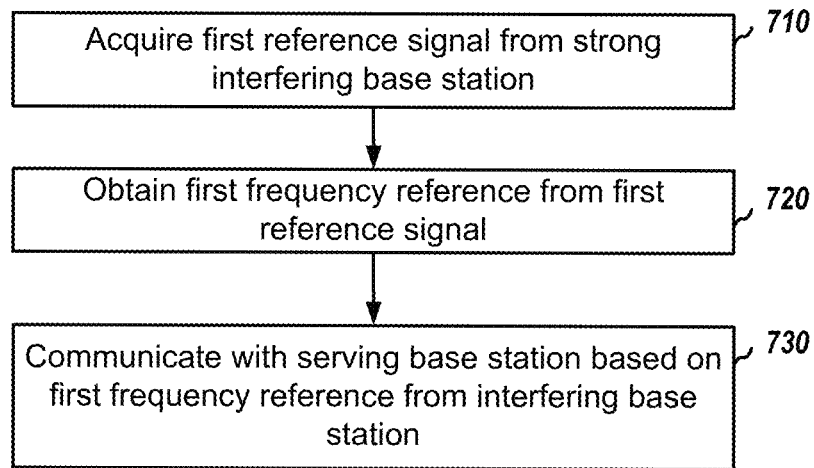 Acquire first reference signal from strong
interfering base station
710
Obtain first frequency reference from first
reference signal
720
Communicate with serving base station based on
first frequency reference from interfering base
station
730